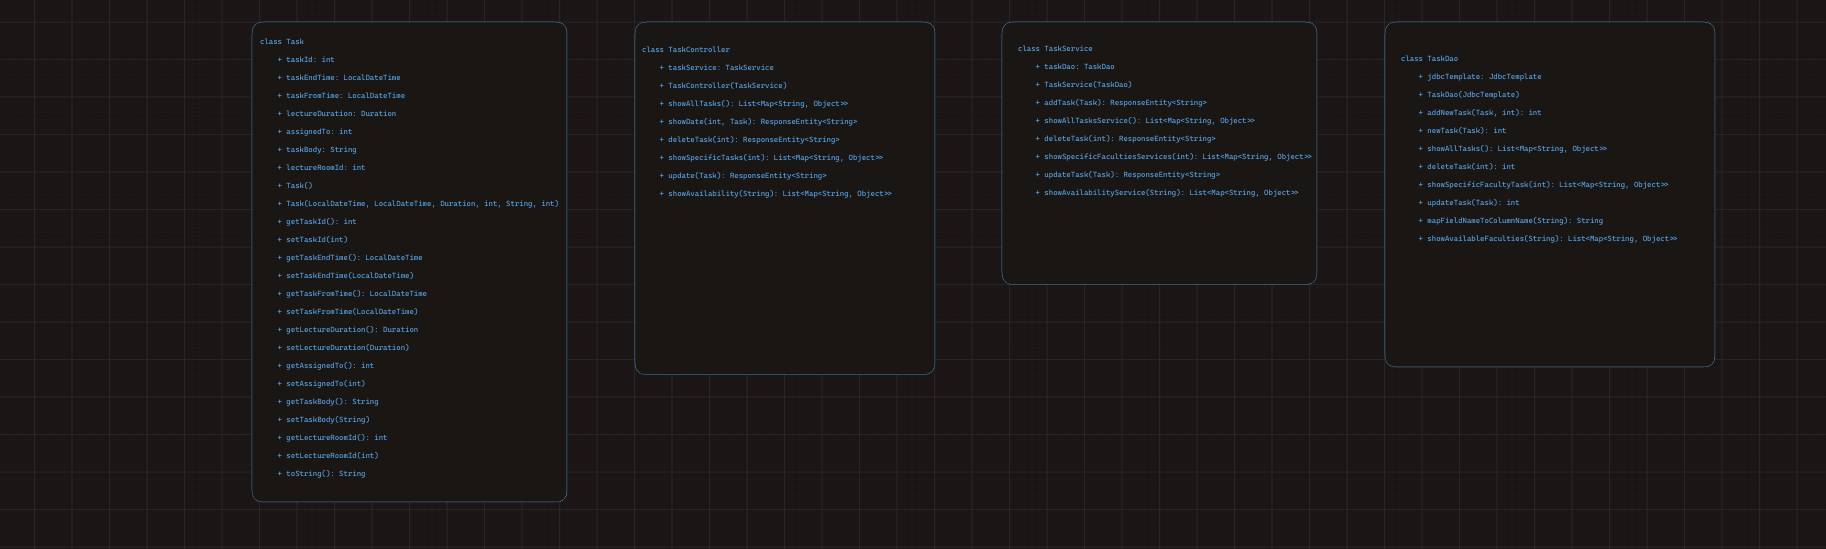 class Task
+ taskId: int
+ taskEndTime: LocalDateTime
+ taskFromTime: LocalDateTime
+ lectureDuration: Duration
+ assignedTo: int
+ taskBody: String
+ lectureRoomId: int
+ Task()
+ Task(LocalDateTime, LocalDateTime, Duration, int, String, int)
+ getTaskId(): int
+ setTaskId(int)
+ getTaskEndTime(): LocalDateTime
+ setTaskEndTime(LocalDateTime)
+ getTaskFromTime(): LocalDateTime
+ setTaskFromTime(LocalDateTime)
+ getLectureDuration(): Duration
+ setLectureDuration(Duration)
+ getAssignedTo(): int
+ setAssignedTo(int)
+ getTaskBody(): String
+ setTaskBody(String)
+ getLectureRoomId(): int
+ setLectureRoomId(int)
+ toString(): String
class TaskController
+ taskService: TaskService
+ TaskController(TaskService)
+ showAllTasks(): List<Map<String, Object>>
+ showDate(int, Task): ResponseEntity<String>
+ deleteTask(int): ResponseEntity<String>
+ showSpecificTasks(int): List<Map<String, Object>>
+ update(Task): ResponseEntity<String>
+ showAvailability(String): List<Map<String, Object>>
class TaskService
+ taskDao: TaskDao
+ TaskService(TaskDao)
+ addTask(Task): ResponseEntity<String>
+ showAllTasksService(): List<Map<String, Object>>
+ deleteTask(int): ResponseEntity<String>
+ showSpecificFacultiesServices(int): List<Map<String, Object>>
+ updateTask(Task): ResponseEntity<String>
+ showAvailabilityService(String): List<Map<String, Object>>
class TaskDao
+ jdbcTemplate: JdbcTemplate
+ TaskDao(JdbcTemplate)
+ addNewTask(Task, int): int
+ newTask(Task): int
+ showAllTasks(): List<Map<String, Object>>
+ deleteTask(int): int
+ showSpecificFacultyTask(int): List<Map<String, Object>>
+ updateTask(Task): int
+ mapFieldNameToColumnName(String): String
+ showAvailableFaculties(String): List<Map<String, Object>>